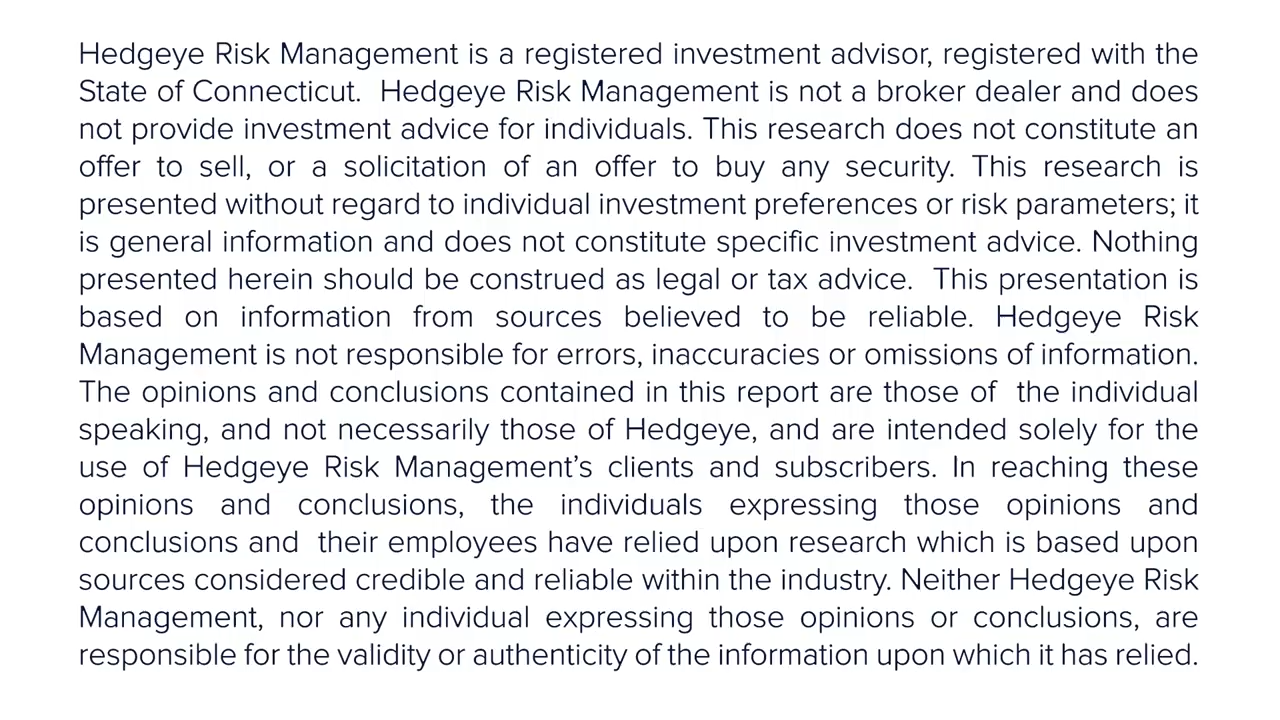 Hedgeye Risk Management is a registered investment advisor, registered with the
State of Connecticut.  Hedgeye Risk Management is not a broker dealer and does
not provide investment advice for individuals. This research does not constitute an
offer to sell, or a solicitation of an offer to buy any security. This research is
presented without regard to individual investment preferences or risk parameters; it
is general information and does not constitute specific investment advice. Nothing
presented herein should be construed as legal or tax advice.  This presentation is
based on information from sources believed to be reliable. Hedgeye Risk
Management is not responsible for errors, inaccuracies or omissions of information.
The opinions and conclusions contained in this report are those of  the individual
speaking, and not necessarily those of Hedgeye, and are intended solely for the
use of Hedgeye Risk Management’s clients and subscribers. In reaching these
opinions and conclusions, the individuals expressing those opinions and
conclusions and  their employees have relied upon research which is based upon
sources considered credible and reliable within the industry. Neither Hedgeye Risk
Management, nor any individual expressing those opinions or conclusions, are
responsible for the validity or authenticity of the information upon which it has relied.